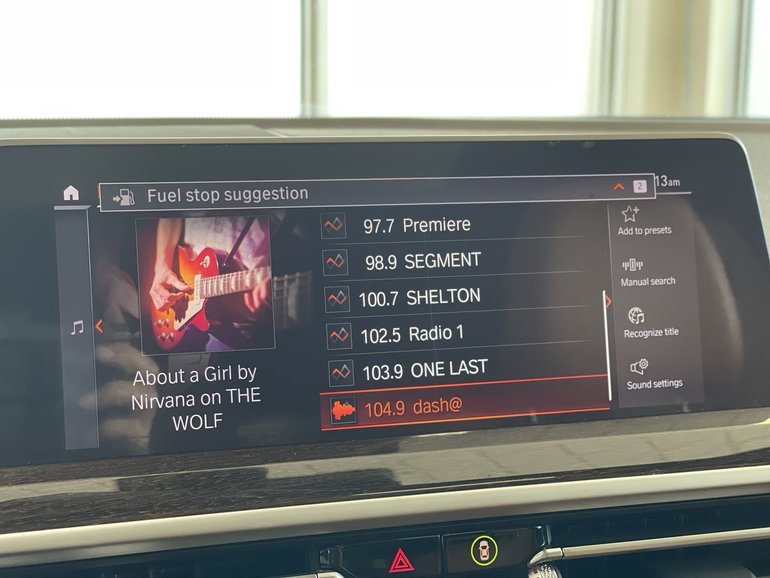 Fuel stop suggestion
2
13am
97.7 Premiere
98.9 SEGMENT
100.7 SHELTON
102.5 Radio 1
103.9 ONE LAST
104.9 dash@
About a Girl by
Nirvana on THE
WOLF
Add to presets
Manual search
Recognize title
Sound settings